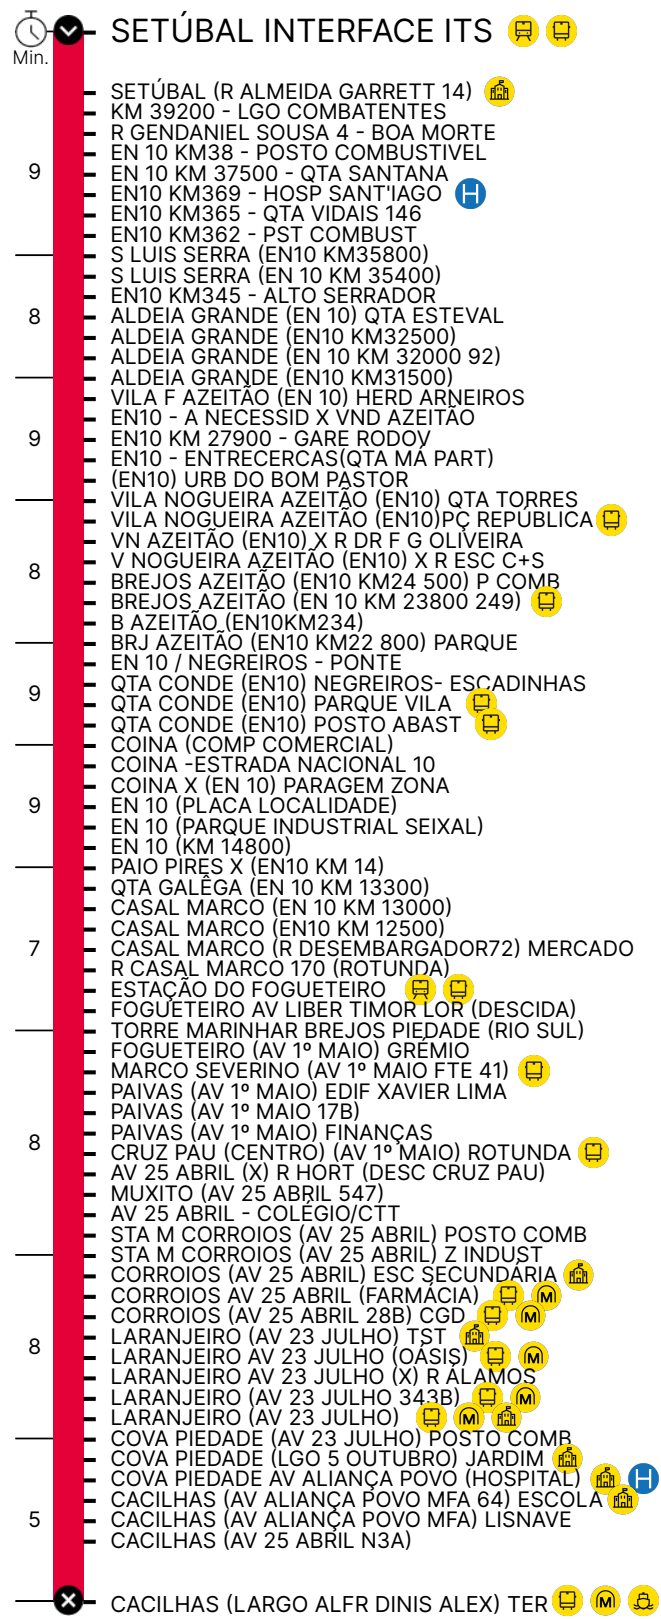 SETÚBAL INTERFACE ITS
Min.
SETÚBAL (R ALMEIDA GARRETT 14)
KM 39200 - LGO COMBATENTES
R GENDANIEL SOUSA 4 - BOA MORTE
EN 10 KM38 - POSTO COMBUSTIVEL
9
EN 10 KM 37500 - QTA SANTANA
EN10 KM369 - HOSP SANT'IAGO H
EN10 KM365 - QTA VIDAIS 146
EN10 KM362 - PST COMBUST
S LUIS SERRA (EN10 KM35800)
S LUIS SERRA (EN 10 KM 35400)
EN10 KM345 - ALTO SERRADOR
8
ALDEIA GRANDE (EN 10) QTA ESTEVAL
ALDEIA GRANDE (EN10 KM32500)
ALDEIA GRANDE (EN 10 KM 32000 92)
ALDEIA GRANDE (EN10 KM31500)
VILA F AZEITÃO (EN 10) HERD ARNEIROS
EN10 - A NECESSID X VND AZEITÃO
9
EN10 KM 27900 - GARE RODOV
EN10 - ENTRECERCAS(QTA MÁ PART)
(EN10) URB DO BOM PASTOR
VILA NOGUEIRA AZEITÃO (EN10) QTA TORRES
VILA NOGUEIRA AZEITÃO (EN10)PÇ REPÚBLICA
VN AZEITÃO (EN10) X R DR F G OLIVEIRA
V NOGUEIRA AZEITÃO (EN10) X R ESC C+S
8
BREJOS AZEITÃO (EN10 KM24 500) P COMB
BREJOS AZEITÃO (EN 10 KM 23800 249)
B AZEITÃO (EN10KM234)
BRJ AZEITÃO (EN10 KM22 800) PARQUE
EN 10 / NEGREIROS - PONTE
QTA CONDE (EN10) NEGREIROS- ESCADINHAS
9
QTA CONDE (EN10) PARQUE VILA
QTA CONDE (EN10) POSTO ABAST
COINA (COMP COMERCIAL)
COINA -ESTRADA NACIONAL 10
COINA X (EN 10) PARAGEM ZONA
9
EN 10 (PLACA LOCALIDADE)
EN 10 (PARQUE INDUSTRIAL SEIXAL)
EN 10 (KM 14800)
PAIO PIRES X (EN10 KM 14)
QTA GALÊGA (EN 10 KM 13300)
CASAL MARCO (EN 10 KM 13000)
CASAL MARCO (EN10 KM 12500)
7
CASAL MARCO (R DESEMBARGADOR72) MERCADO
R CASAL MARCO 170 (ROTUNDA)
ESTAÇÃO DO FOGUETEIRO
FOGUETEIRO AV LIBER TIMOR LOR (DESCIDA)
TORRE MARINHAR BREJOS PIEDADE (RIO SUL)
FOGUETEIRO (AV 1º MAIO) GRÉMIO
MARCO SEVERINO (AV 1º MAIO FTE 41)
PAIVAS (AV 1º MAIO) EDIF XAVIER LIMA
PAIVAS (AV 1º MAIO 17B)
PAIVAS (AV 1º MAIO) FINANÇAS
8
CRUZ PAU (CENTRO) (AV 1º MAIO) ROTUNDA
AV 25 ABRIL (X) R HORT (DESC CRUZ PAU)
MUXITO (AV 25 ABRIL 547)
AV 25 ABRIL - COLÉGIO/CTT
STA M CORROIOS (AV 25 ABRIL) POSTO COMB
STA M CORROIOS (AV 25 ABRIL) Z INDUST
CORROIOS (AV 25 ABRIL) ESC SECUNDÁRIA
CORROIOS AV 25 ABRIL (FARMÁCIA) M
CORROIOS (AV 25 ABRIL 28B) CGD M
LARANJEIRO (AV 23 JULHO) TST
8
LARANJEIRO AV 23 JULHO (OÁSIS) M
LARANJEIRO AV 23 JULHO (X) R ÁLAMOS
LARANJEIRO (AV 23 JULHO 343B) M
LARANJEIRO (AV 23 JULHO) M
COVA PIEDADE (AV 23 JULHO) POSTO COMB
COVA PIEDADE (LGO 5 OUTUBRO) JARDIM
COVA PIEDADE AV ALIANÇA POVO (HOSPITAL) H
CACILHAS (AV ALIANÇA POVO MFA 64) ESCOLA
5
CACILHAS (AV ALIANÇA POVO MFA) LISNAVE
CACILHAS (AV 25 ABRIL N3A)
CACILHAS (LARGO ALFR DINIS ALEX) TER M